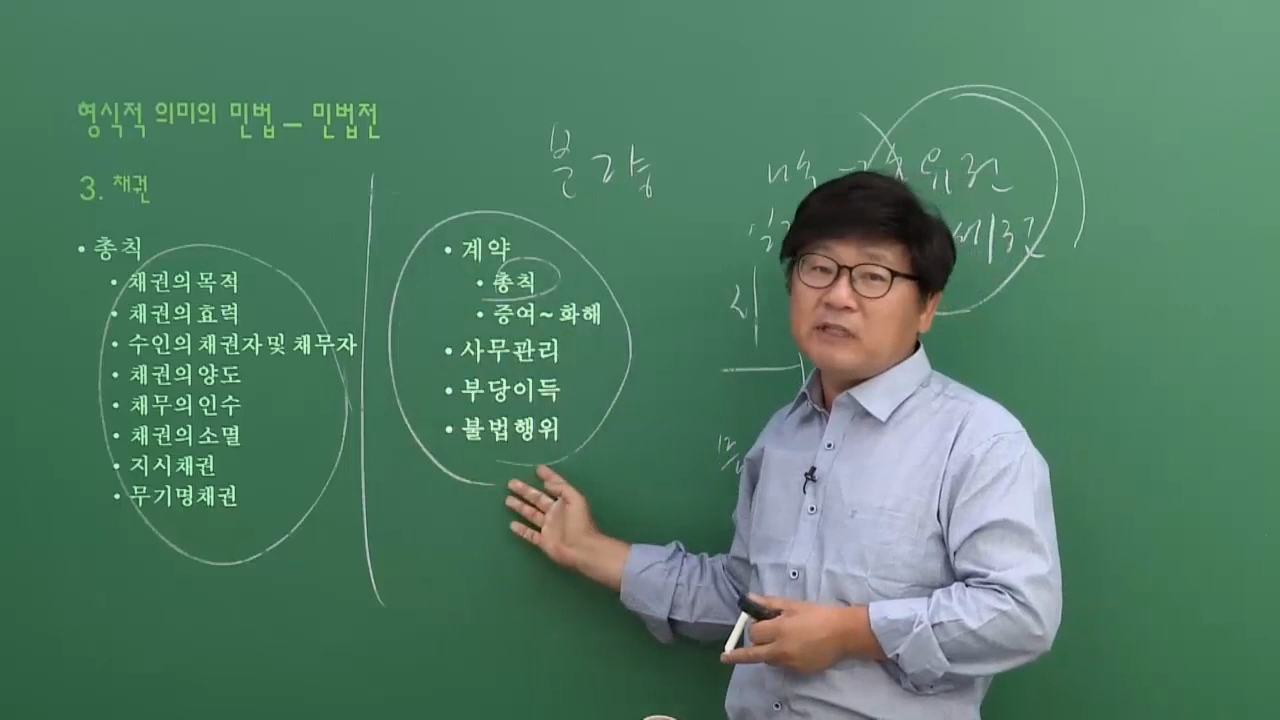 형식적 의미의 민법 – 민법전
3. 채권
• 총칙
• 채권의 목적
• 채권의 효력
• 수인의 채권자 및 채무자
• 채권의 양도
• 채무의 인수
• 채권의 소멸
• 지시채권
• 무기명채권
• 계약
• 총칙
• 증여 ~ 화해
• 사무관리
• 부당이득
• 불법행위